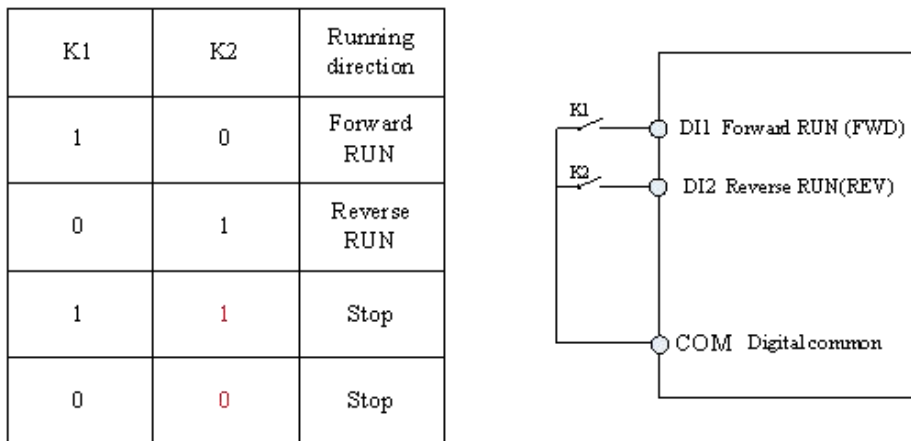 K1 K2 Running direction
1 0 Forward RUN
0 1 Reverse RUN
1 1 Stop
0 0 Stop
K1
DI1 Forward RUN (FWD)
K2
DI2 Reverse RUN(REV)
COM Digital common